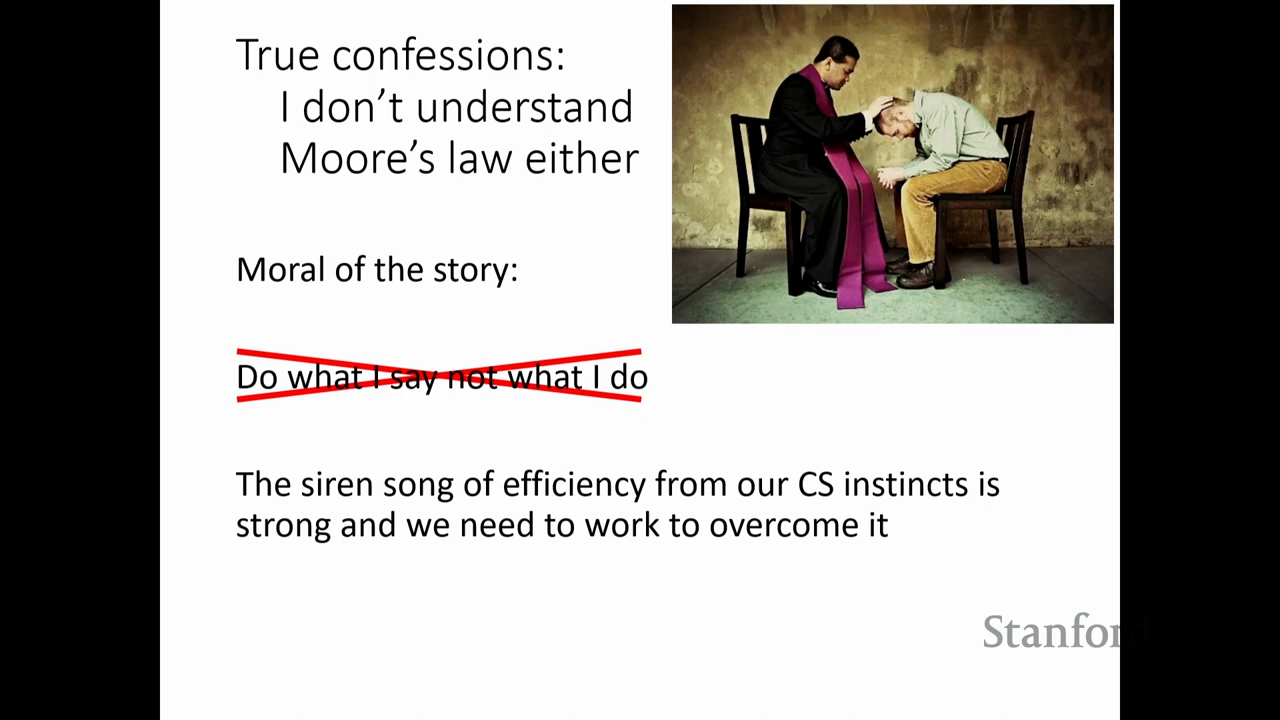 True confessions:
I don't understand
Moore's law either
Moral of the story:
Do what I say not what I do
The siren song of efficiency from our CS instincts is
strong and we need to work to overcome it
Stanford